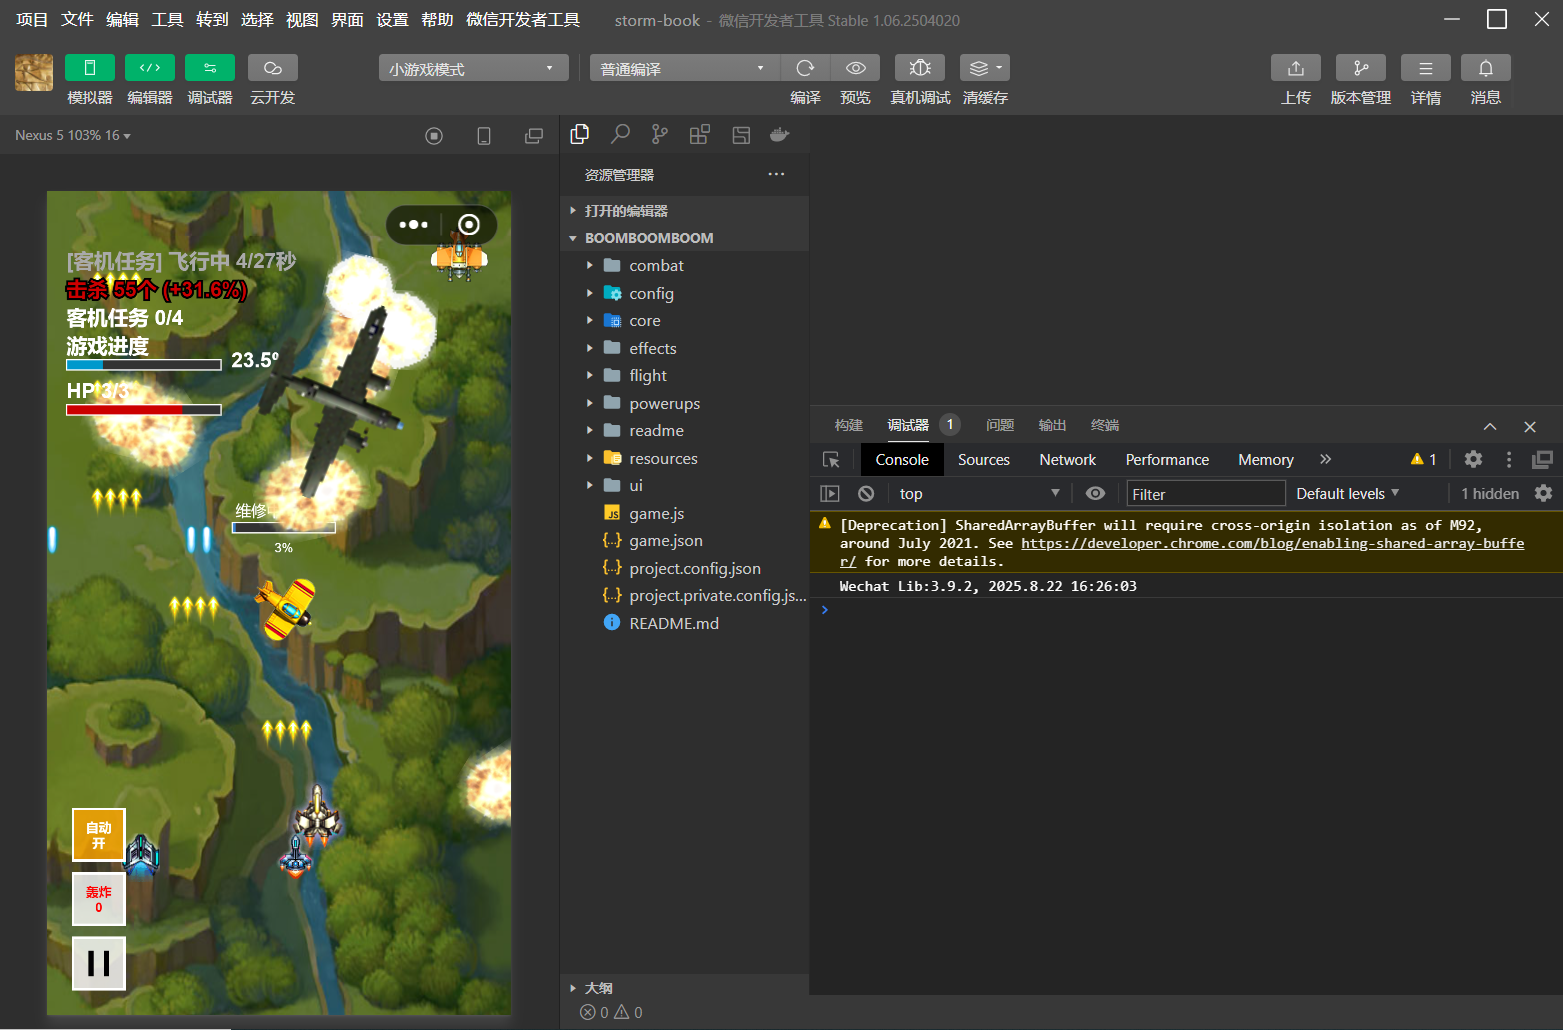 项目 文件 编辑 工具 转到 选择 视图 界面 设置 帮助 微信开发者工具 storm-book - 微信开发者工具 Stable 1.06.2504020
小游戏模式 普通编译
模拟器 编辑器 调试器 云开发 编译 预览 真机调试 清缓存 上传 版本管理 详情 消息
Nexus 5 103% 16
[客机任务] 飞行中 4/27秒
击杀 55个 (+31.6%)
客机任务 0/4
游戏进度
23.5º
HP 3/3
维修
3%
自动
开
轰炸
0
资源管理器
打开的编辑器
BOOMBOOMBOOM
combat
config
core
effects
flight
powerups
readme
resources
ui
JS game.js
{..} game.json
{..} project.config.json
{..} project.private.config.js...
README.md
大纲
0 0
构建 调试器 1 问题 输出 终端
Console Sources Network Performance Memory 1
top Filter Default levels 1 hidden
[Deprecation] SharedArrayBuffer will require cross-origin isolation as of M92,
around July 2021. See https://developer.chrome.com/blog/enabling-shared-array-buffe
r/ for more details.
Wechat Lib:3.9.2, 2025.8.22 16:26:03